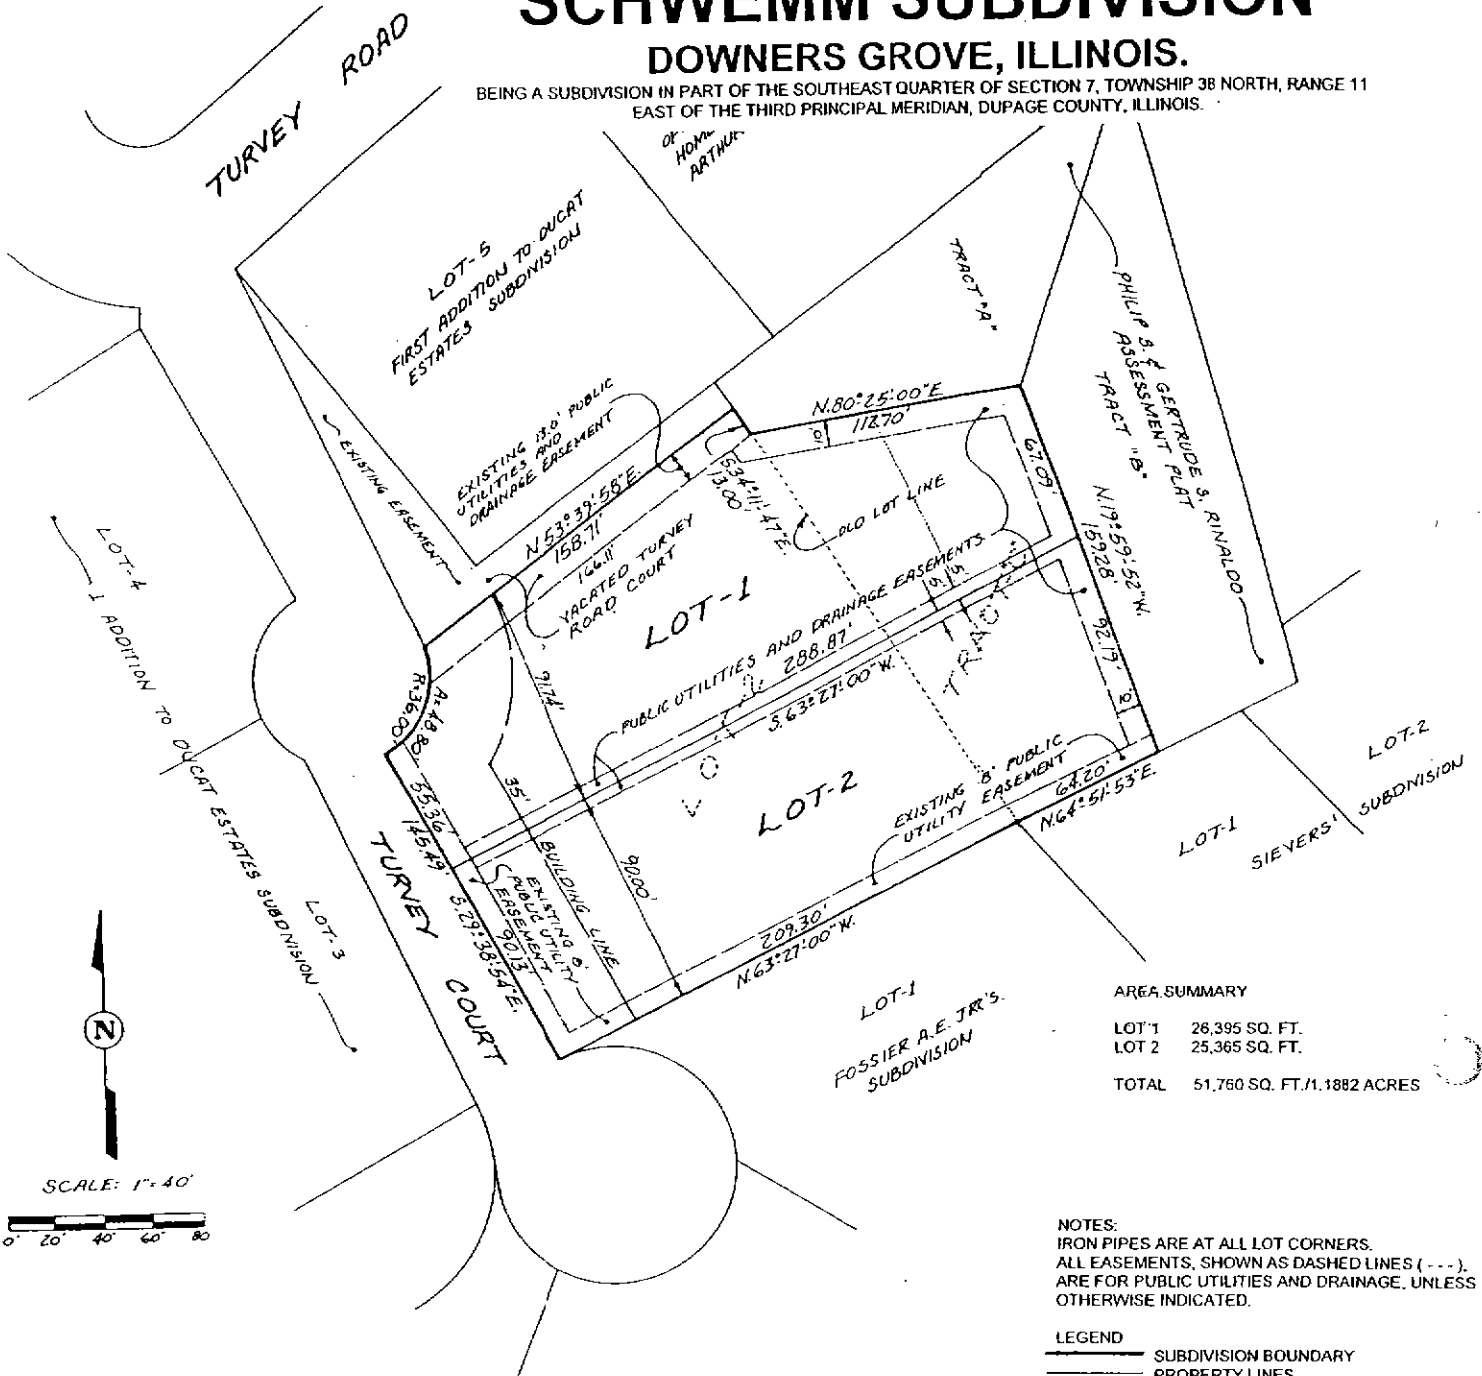 SCHWEMM SUBDIVISION
DOWNERS GROVE, ILLINOIS.
BEING A SUBDIVISION IN PART OF THE SOUTHEAST QUARTER OF SECTION 7, TOWNSHIP 38 NORTH, RANGE 11
EAST OF THE THIRD PRINCIPAL MERIDIAN, DUPAGE COUNTY, ILLINOIS.
TURVEY ROAD
OF
ARTHUR
LOT-5
FIRST ADDITION TO DUCAT
ESTATES SUBDIVISION
TRACT "A"
PHILIP S. & GERTRUDE S. RINALDO
ASSESSMENT PLAT
TRACT "B"
EXISTING EASEMENT
EXISTING 13.0' PUBLIC
UTILITIES AND
DRAINAGE EASEMENT
N.53°39'58"E.
158.71'
166.11'
VACATED TURVEY
ROAD COURT
S34°11'47"E.
13.00'
N.80°25'00"E
112.70'
10'
67.09'
OLD LOT LINE
N.19°59'52"W.
159.28'
92.19'
10'
LOT-1
PUBLIC UTILITIES AND DRAINAGE EASEMENTS
5'
5'
288.87'
S.63°27'00"W.
TRACT "A"
LOT-2
LOT-2
EXISTING 8' PUBLIC
UTILITY EASEMENT
64.20'
N.64°51'53"E.
209.30'
N.63°27'00"W.
91.74'
90.00'
35'
BUILDING LINE
EXISTING 8'
PUBLIC UTILITY
EASEMENT
A=48.80'
R=36.00'
55.36'
145.49'
S.29°38'54"E.
90.13'
TURVEY COURT
LOT-4
1 ADDITION TO DUCAT ESTATES SUBDIVISION
LOT-3
LOT-2
LOT-1
SIEVERS' SUBDIVISION
LOT-1
FOSSIER A.E. JRR'S.
SUBDIVISION
N
SCALE: 1"=40'
0' 20' 40' 60' 80
AREA SUMMARY
LOT 1 26,395 SQ. FT.
LOT 2 25,365 SQ. FT.
TOTAL 51,760 SQ. FT./1.1882 ACRES
NOTES:
IRON PIPES ARE AT ALL LOT CORNERS.
ALL EASEMENTS, SHOWN AS DASHED LINES (---),
ARE FOR PUBLIC UTILITIES AND DRAINAGE, UNLESS
OTHERWISE INDICATED.
LEGEND
SUBDIVISION BOUNDARY
PROPERTY LINES